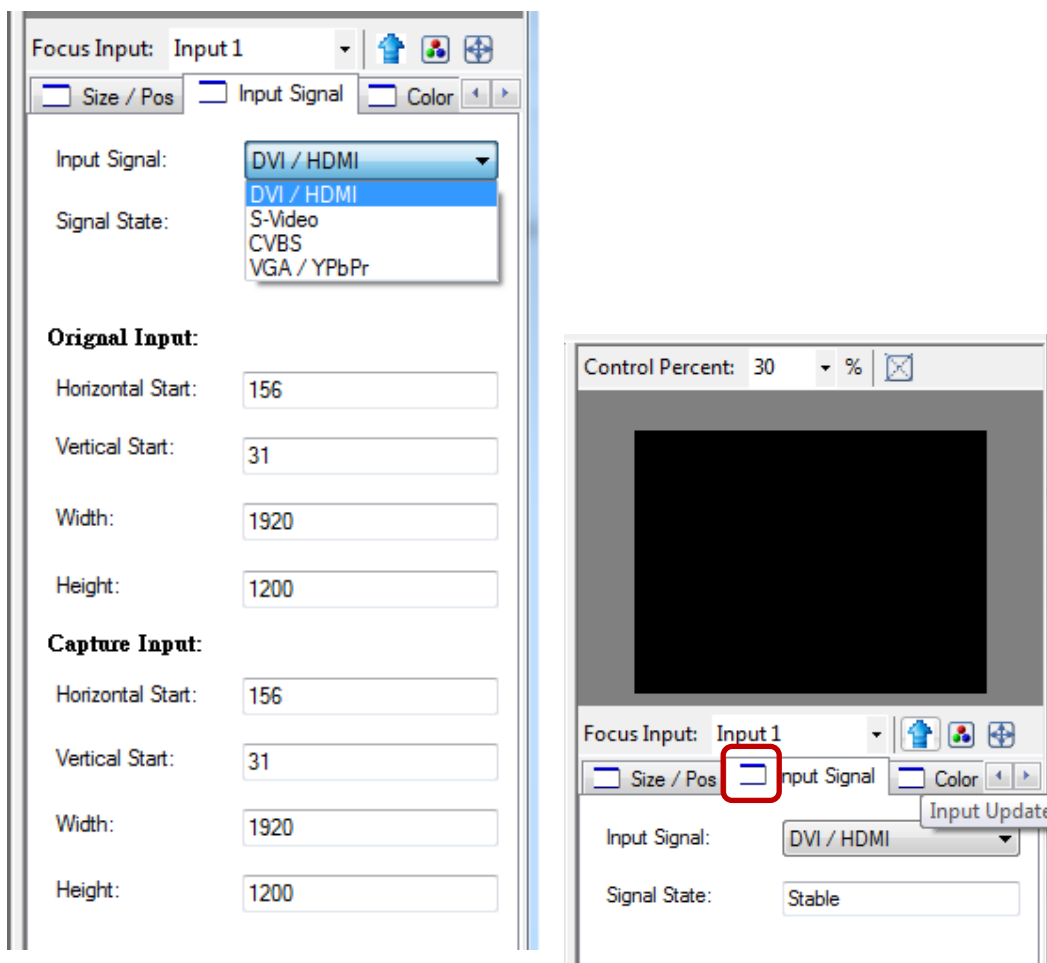 Focus Input: Input 1
Size / Pos Input Signal Color
Input Signal: DVI / HDMI
DVI / HDMI
Signal State: S-Video
CVBS
VGA / YPbPr
Orignal Input:
Horizontal Start: 156
Vertical Start: 31
Width: 1920
Height: 1200
Capture Input:
Horizontal Start: 156
Vertical Start: 31
Width: 1920
Height: 1200
Control Percent: 30 %
Focus Input: Input 1
Size / Pos nput Signal Color
Input Update
Input Signal: DVI / HDMI
Signal State: Stable